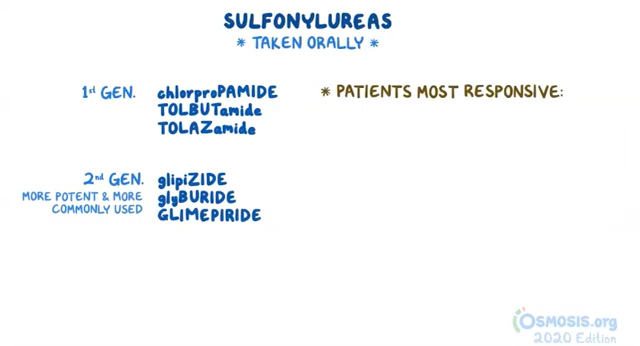 SULFONYLUREAS
* TAKEN ORALLY *
1st GEN. chlorproPAMIDE
TOLBUTamide
TOLAZamide
* PATIENTS MOST RESPONSIVE:
2nd GEN. glipiZIDE
MORE POTENT & MORE COMMONLY USED
glyBURIDE
GLIMEPIRIDE
OSMOSIS.org
2020 Edition